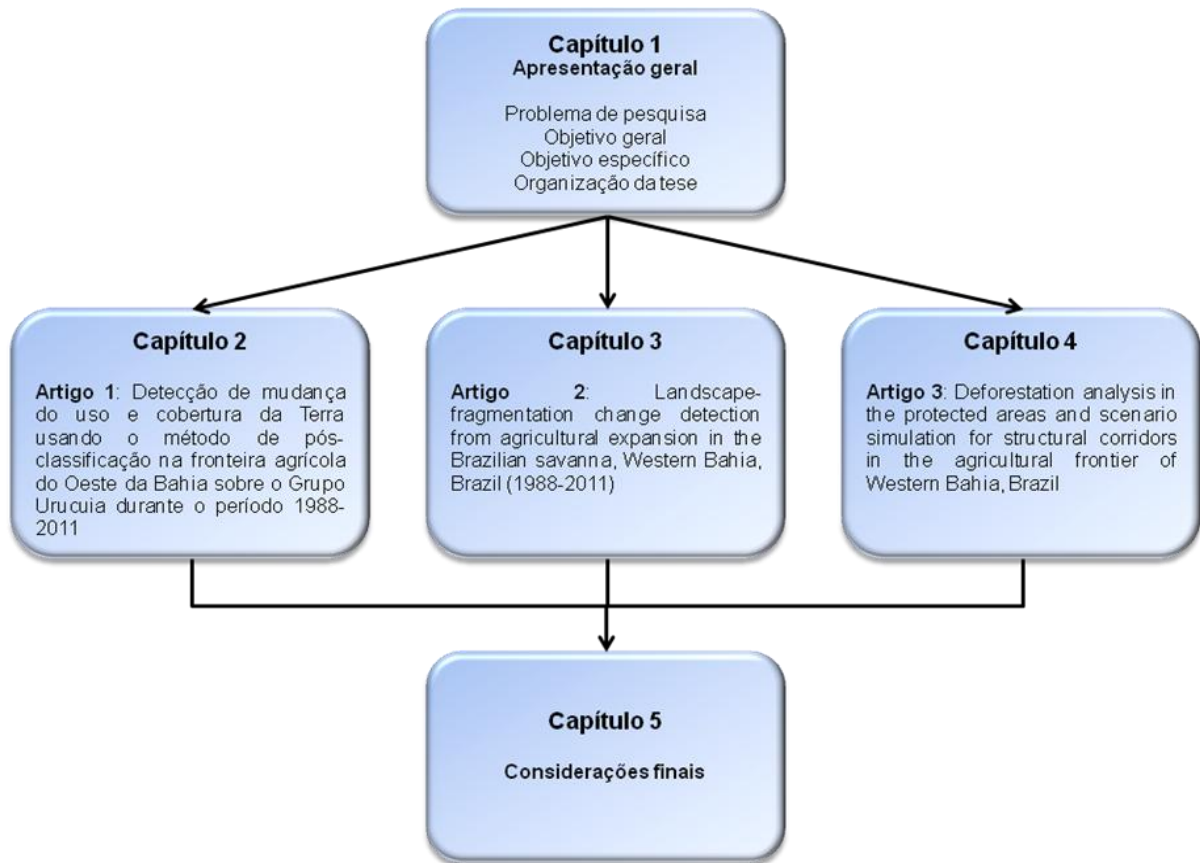 Capítulo 1
Apresentação geral
Problema de pesquisa
Objetivo geral
Objetivo específico
Organização da tese
Capítulo 2
Artigo 1: Detecção de mudança
do uso e cobertura da Terra
usando o método de pós-
classificação na fronteira agrícola
do Oeste da Bahia sobre o Grupo
Urucuia durante o período 1988-
2011
Capítulo 3
Artigo 2: Landscape-
fragmentation change detection
from agricultural expansion in the
Brazilian savanna, Western Bahia,
Brazil (1988-2011)
Capítulo 4
Artigo 3: Deforestation analysis in
the protected areas and scenario
simulation for structural corridors
in the agricultural frontier of
Western Bahia, Brazil
Capítulo 5
Considerações finais